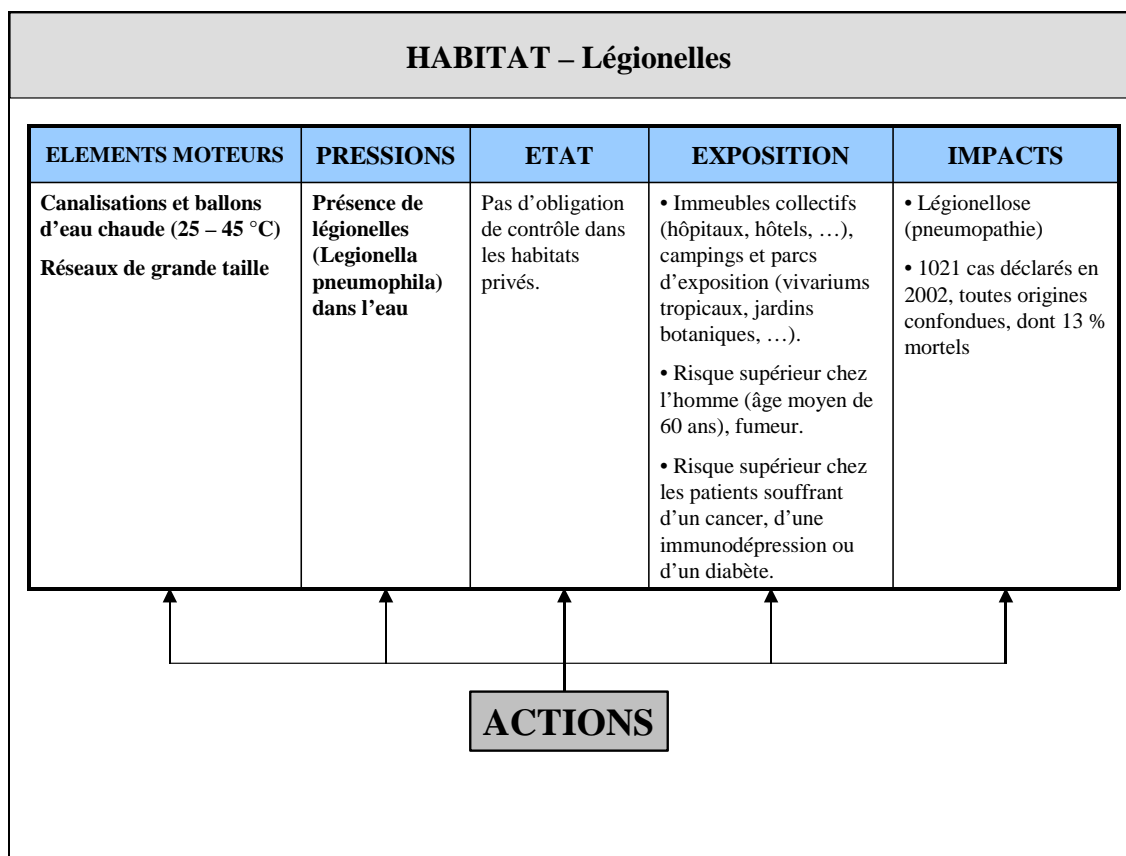 HABITAT – Légionelles
ELEMENTS MOTEURS
PRESSIONS
ETAT
EXPOSITION
IMPACTS
Canalisations et ballons
d’eau chaude (25 – 45 °C)
Réseaux de grande taille
Présence de
légionelles
(Legionella
pneumophila)
dans l’eau
Pas d’obligation
de contrôle dans
les habitats
privés.
• Immeubles collectifs
(hôpitaux, hôtels, …),
campings et parcs
d’exposition (vivariums
tropicaux, jardins
botaniques, …).
• Risque supérieur chez
l’homme (âge moyen de
60 ans), fumeur.
• Risque supérieur chez
les patients souffrant
d’un cancer, d’une
immunodépression ou
d’un diabète.
• Légionellose
(pneumopathie)
• 1021 cas déclarés en
2002, toutes origines
confondues, dont 13 %
mortels
ACTIONS